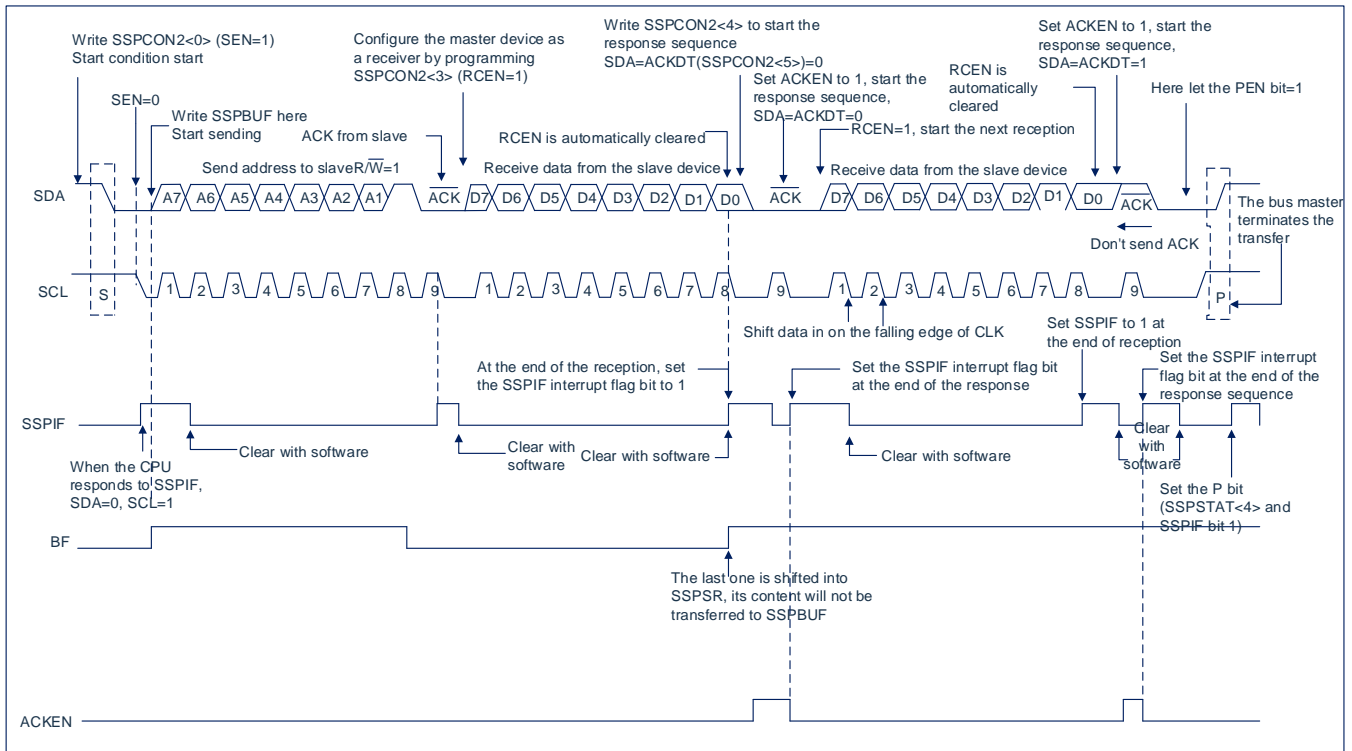 Write SSPCON2<0> (SEN=1)
Start condition start
SEN=0
Write SSPBUF here
Start sending
Configure the master device as
a receiver by programming
SSPCON2<3> (RCEN=1)
ACK from slave
Write SSPCON2<4> to start the
response sequence
SDA=ACKDT(SSPCON2<5>)=0
Set ACKEN to 1, start the
response sequence,
SDA=ACKDT=0
RCEN is automatically cleared
RCEN=1, start the next reception
RCEN is
automatically
cleared
Set ACKEN to 1, start the
response sequence,
SDA=ACKDT=1
Here let the PEN bit=1
Send address to slaveR/W=1
Receive data from the slave device
Receive data from the slave device
SDA
A7 A6 A5 A4 A3 A2 A1 ACK D7 D6 D5 D4 D3 D2 D1 D0 ACK D7 D6 D5 D4 D3 D2 D1 D0 ACK
The bus master
terminates the
transfer
Don't send ACK
SCL
S 1 2 3 4 5 6 7 8 9 1 2 3 4 5 6 7 8 9 1 2 3 4 5 6 7 8 9 P
Shift data in on the falling edge of CLK
At the end of the reception, set
the SSPIF interrupt flag bit to 1
Set the SSPIF interrupt flag bit
at the end of the response
Set SSPIF to 1 at
the end of reception
Set the SSPIF interrupt
flag bit at the end of the
response sequence
SSPIF
Clear with software
Clear with
software
Clear with software
Clear with software
Clear
with
software
When the CPU
responds to SSPIF,
SDA=0, SCL=1
Set the P bit
(SSPSTAT<4> and
SSPIF bit 1)
BF
The last one is shifted into
SSPSR, its content will not be
transferred to SSPBUF
ACKEN